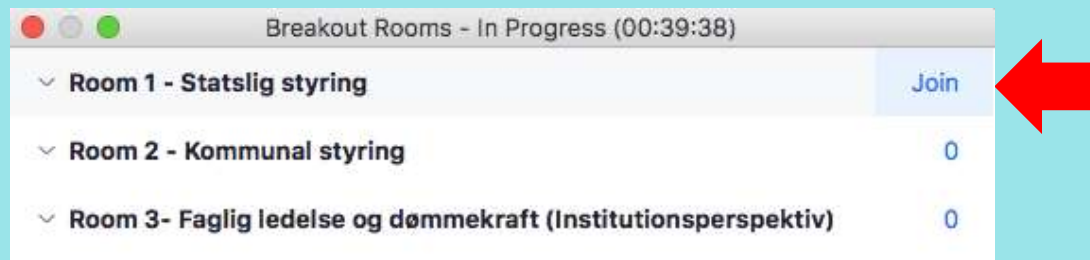 Breakout Rooms - In Progress (00:39:38)
Room 1 - Statslig styring Join
Room 2 - Kommunal styring 0
Room 3- Faglig ledelse og dømmekraft (Institutionsperspektiv) 0